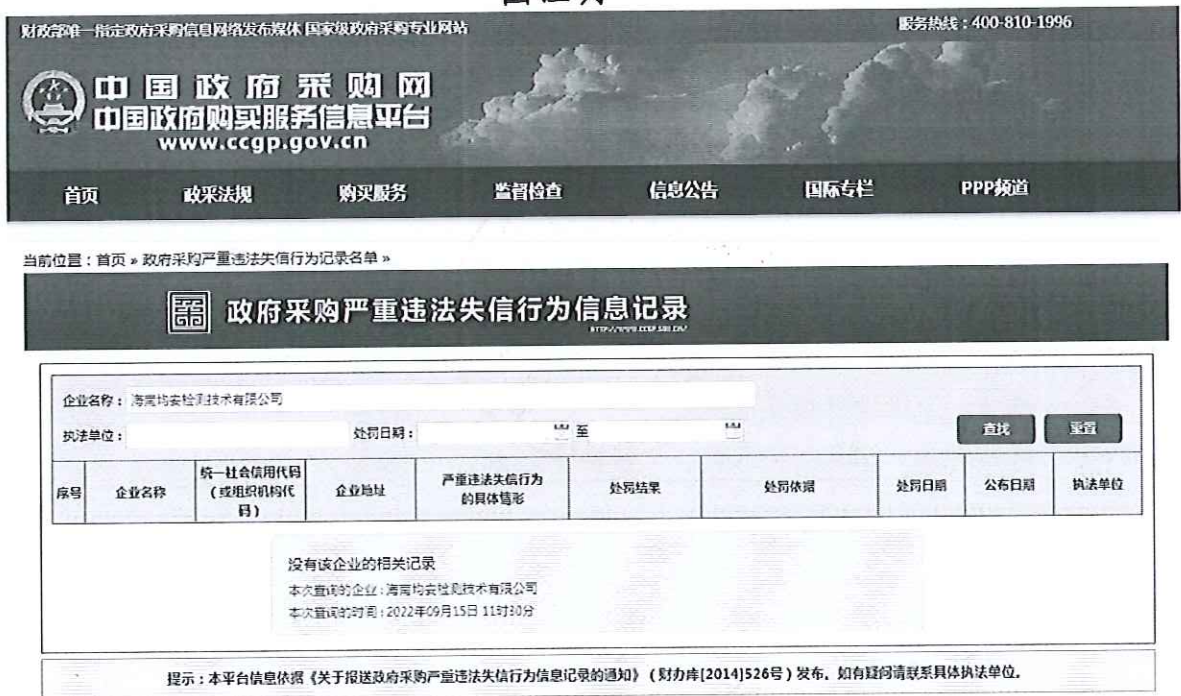 财政部唯一指定政府采购信息网络发布媒体 国家级政府采购专业网站
服务热线：400-810-1996
中国政府采购网
中国政府购买服务信息平台
www.ccgp.gov.cn
首页 政采法规 购买服务 监督检查 信息公告 国际专栏 PPP频道
当前位置：首页 » 政府采购严重违法失信行为记录名单 »
政府采购严重违法失信行为信息记录
企业名称：海南均安检测技术有限公司
执法单位： 处罚日期： 至 查找 重置
序号 企业名称 统一社会信用代码（或组织机构代码） 企业地址 严重违法失信行为的具体情形 处罚结果 处罚依据 处罚日期 公布日期 执法单位
没有该企业的相关记录
本次查询的企业：海南均安检测技术有限公司
本次查询的时间：2022年09月15日 11时30分
提示：本平台信息依据《关于报送政府采购严重违法失信行为信息记录的通知》（财办库[2014]526号）发布。如有疑问请联系具体执法单位。